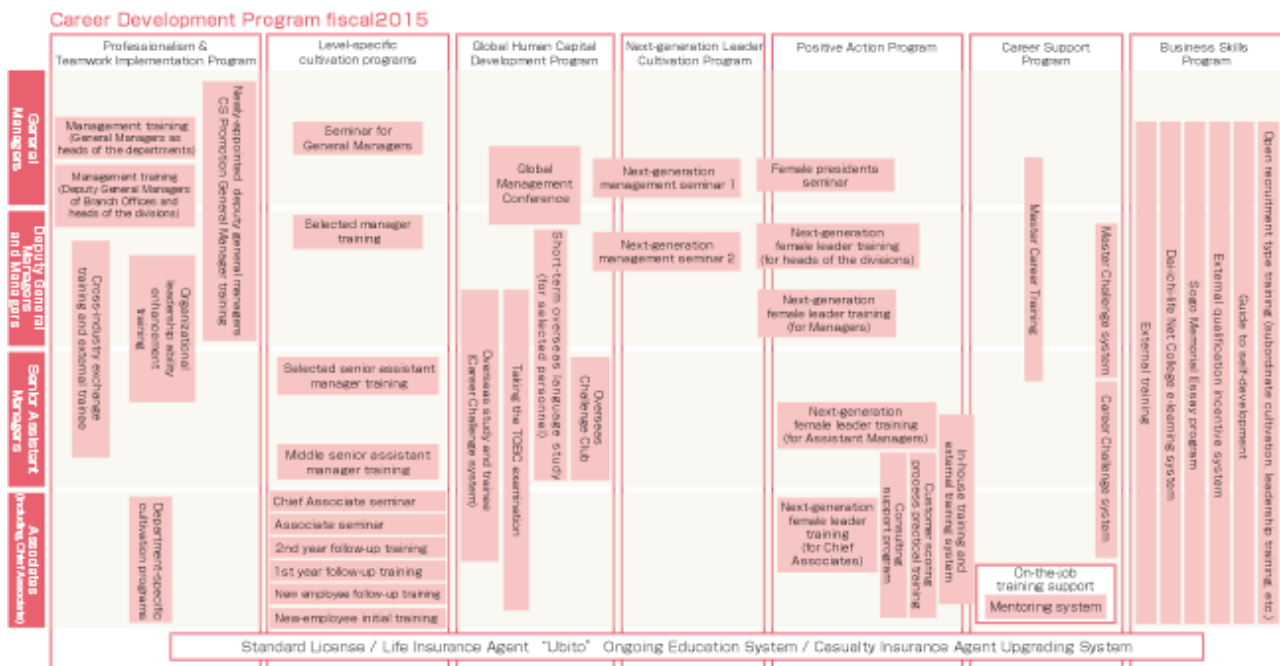 Career Development Program fiscal2015
Professionalism &
Teamwork Implementation Program
Level-specific
cultivation programs
Global Human Capital
Development Program
Next-generation Leader
Cultivation Program
Positive Action Program
Career Support
Program
Business Skills
Program
General
Managers
Management training
(General Managers as
heads of the departments)
Management training
(Deputy General Managers
of Branch Offices and
heads of the divisions)
Newly-appointed deputy general managers
CS Promotion General Manager training
Seminar for
General Managers
Global
Management
Conference
Next-generation
management seminar 1
Female presidents
seminar
Deputy General
Managers
and Managers
Cross-industry exchange
training and external trainee
Organizational
leadership ability
enhancement
training
Selected manager
training
Short-term overseas language study
(for selected personnel)
Next-generation
management seminar 2
Next-generation
female leader training
(for heads of the divisions)
Next-generation
female leader training
(for Managers)
Master Career Training
Master Challenge system
Senior Assistant
Managers
Selected senior assistant
manager training
Middle senior assistant
manager training
Overseas study and trainee
(Career Challenge system)
Taking the TOEIC examination
Overseas
Challenge Club
Next-generation
female leader training
(for Assistant Managers)
In-house training and
external training system
Customer scoring
process practical training
Consulting
support program
Career Challenge system
Associates
(including Chief Associate)
Department-specific
cultivation programs
Chief Associate seminar
Associate seminar
2nd year follow-up training
1st year follow-up training
New employee follow-up training
New-employee initial training
Next-generation
female leader
training
(for Chief
Associates)
On-the-job
training support
Mentoring system
External training
Dai-ichi-life Net College e-learning system
Sogo Memorial Essay program
External qualification incentive system
Guide to self-development
Open recruitment type training (subordinate cultivation, leadership training, etc.)
Standard License / Life Insurance Agent "Ubito" Ongoing Education System / Casualty Insurance Agent Upgrading System